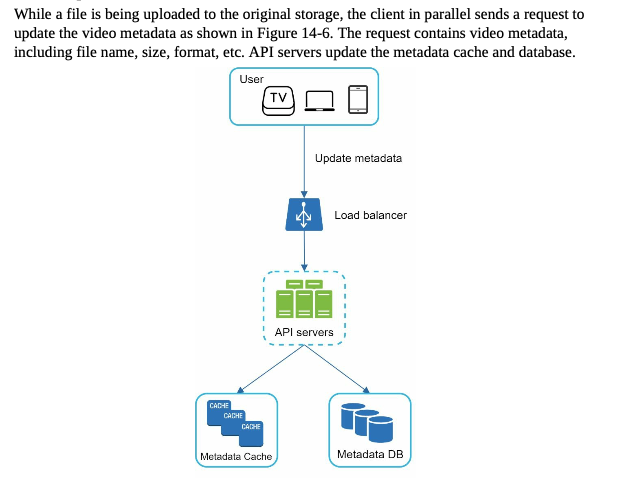 While a file is being uploaded to the original storage, the client in parallel sends a request to
update the video metadata as shown in Figure 14-6. The request contains video metadata,
including file name, size, format, etc. API servers update the metadata cache and database.
User
TV
Update metadata
Load balancer
API servers
CACHE
CACHE
CACHE
Metadata Cache
Metadata DB